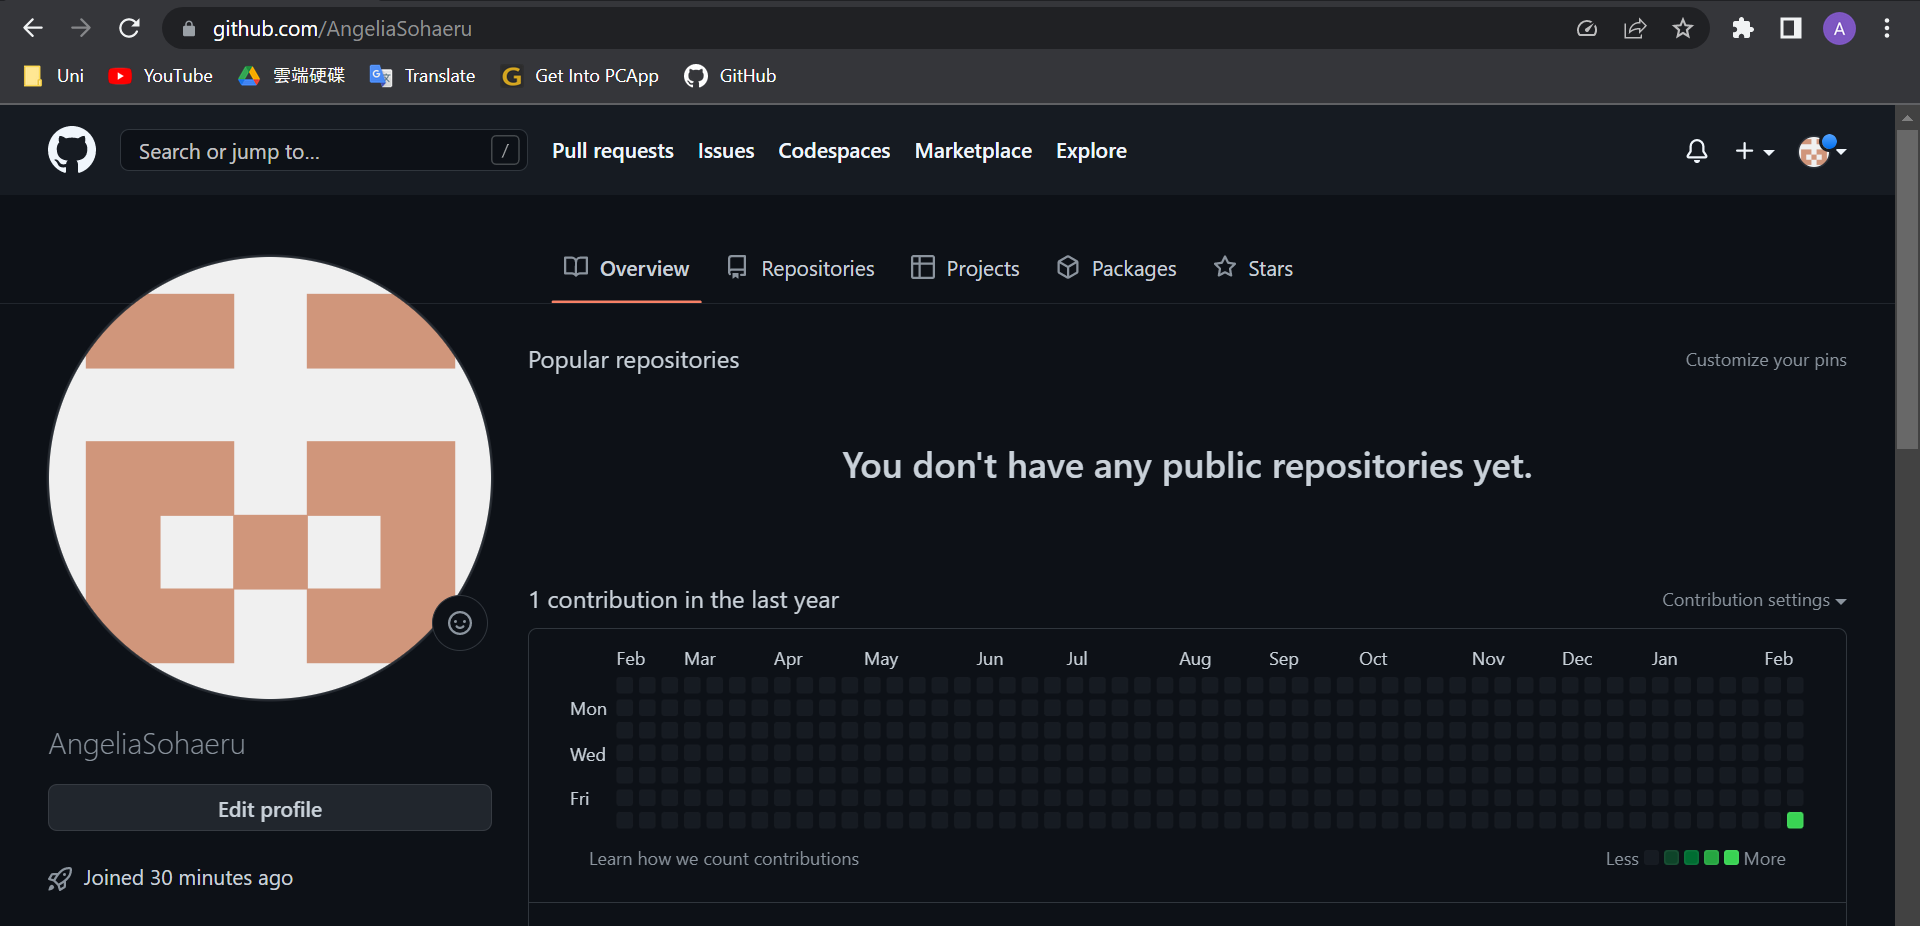 github.com/AngeliaSohaeru
A
Uni YouTube 雲端硬碟 Translate G Get Into PCApp GitHub
Search or jump to... / Pull requests Issues Codespaces Marketplace Explore
Overview Repositories Projects Packages Stars
Popular repositories Customize your pins
You don't have any public repositories yet.
1 contribution in the last year Contribution settings
Feb Mar Apr May Jun Jul Aug Sep Oct Nov Dec Jan Feb
Mon
Wed
Fri
Learn how we count contributions Less More
AngeliaSohaeru
Edit profile
Joined 30 minutes ago